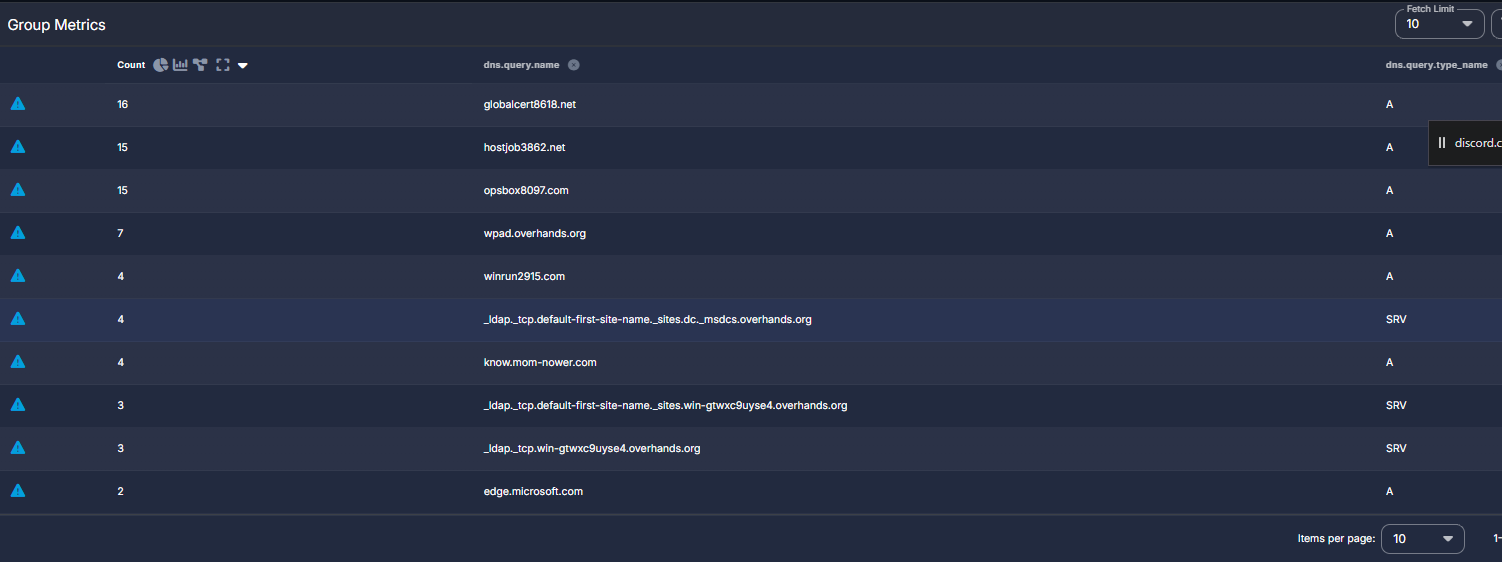 Group Metrics
Fetch Limit
10
Count dns.query.name dns.query.type_name
16 globalcert8618.net A
15 hostjob3862.net A
discord.c
15 opsbox8097.com A
7 wpad.overhands.org A
4 winrun2915.com A
4 _ldap._tcp.default-first-site-name._sites.dc._msdcs.overhands.org SRV
4 know.mom-nower.com A
3 _ldap._tcp.default-first-site-name._sites.win-gtwxc9uyse4.overhands.org SRV
3 _ldap._tcp.win-gtwxc9uyse4.overhands.org SRV
2 edge.microsoft.com A
Items per page: 10 1-